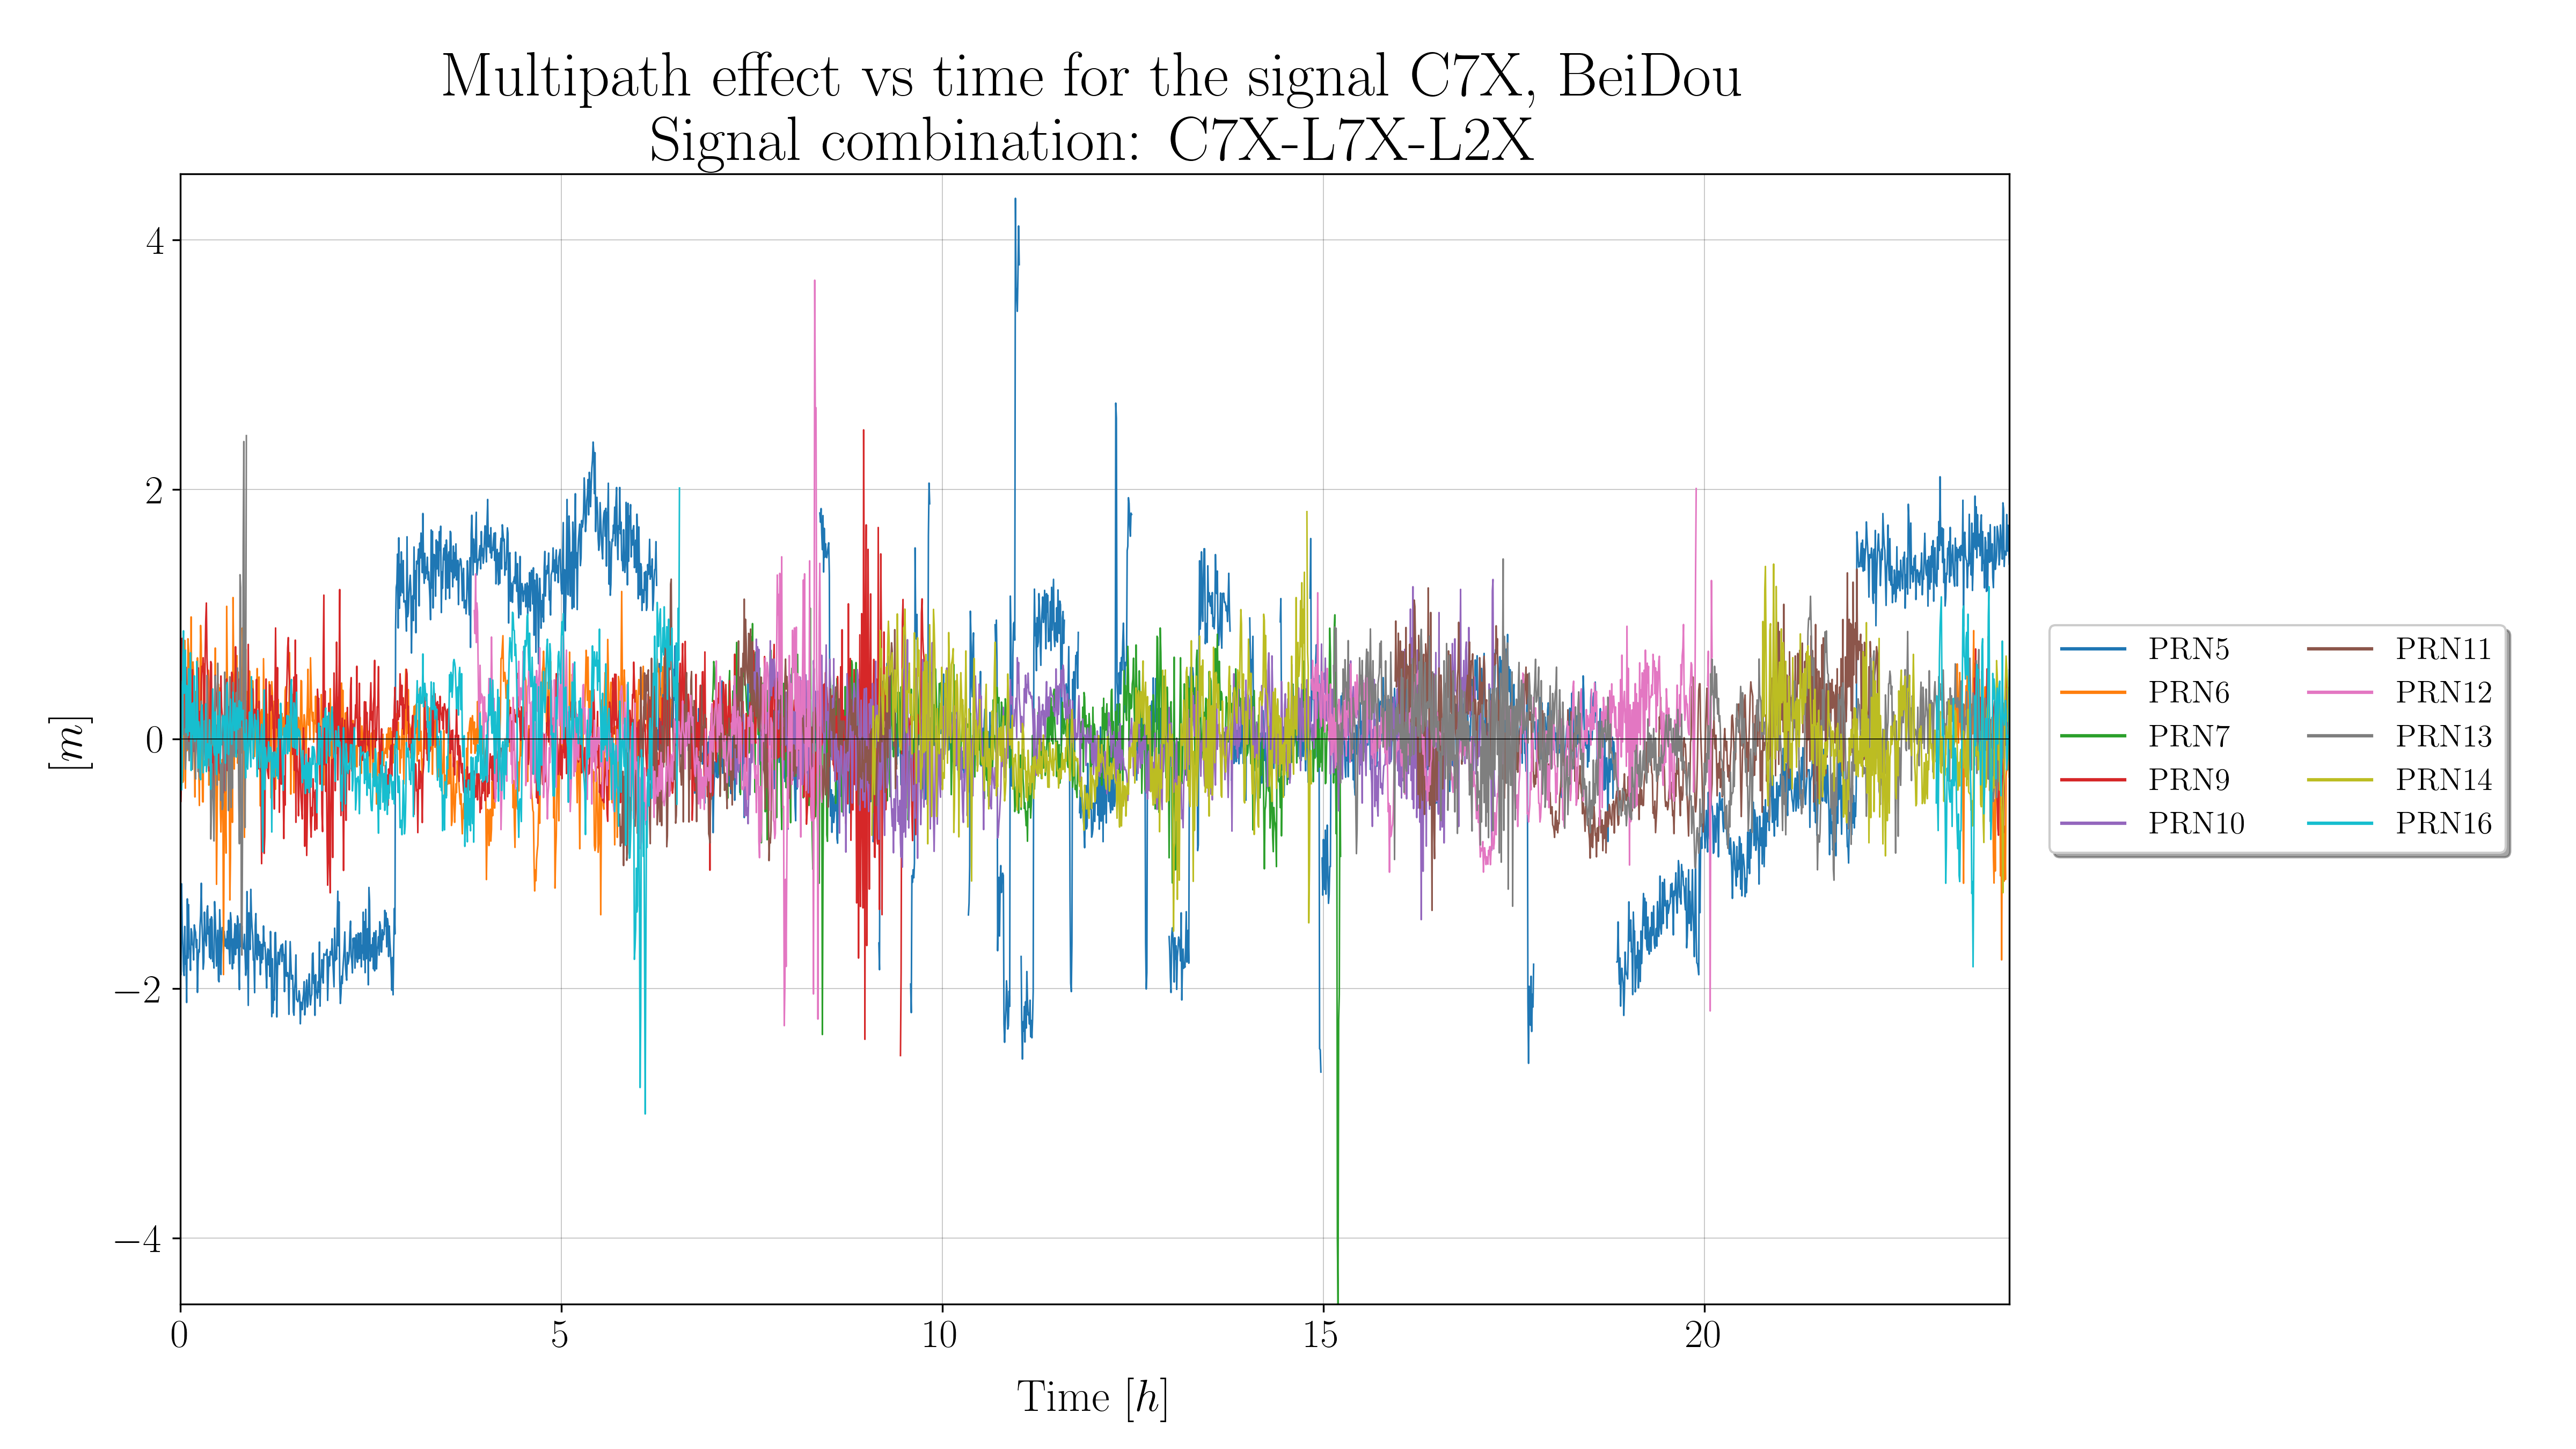 Multipath effect vs time for the signal C7X, BeiDou
Signal combination: C7X-L7X-L2X
4
2
0
−2
−4
[m]
0 5 10 15 20
Time [h]
PRN5 PRN11
PRN6 PRN12
PRN7 PRN13
PRN9 PRN14
PRN10 PRN16